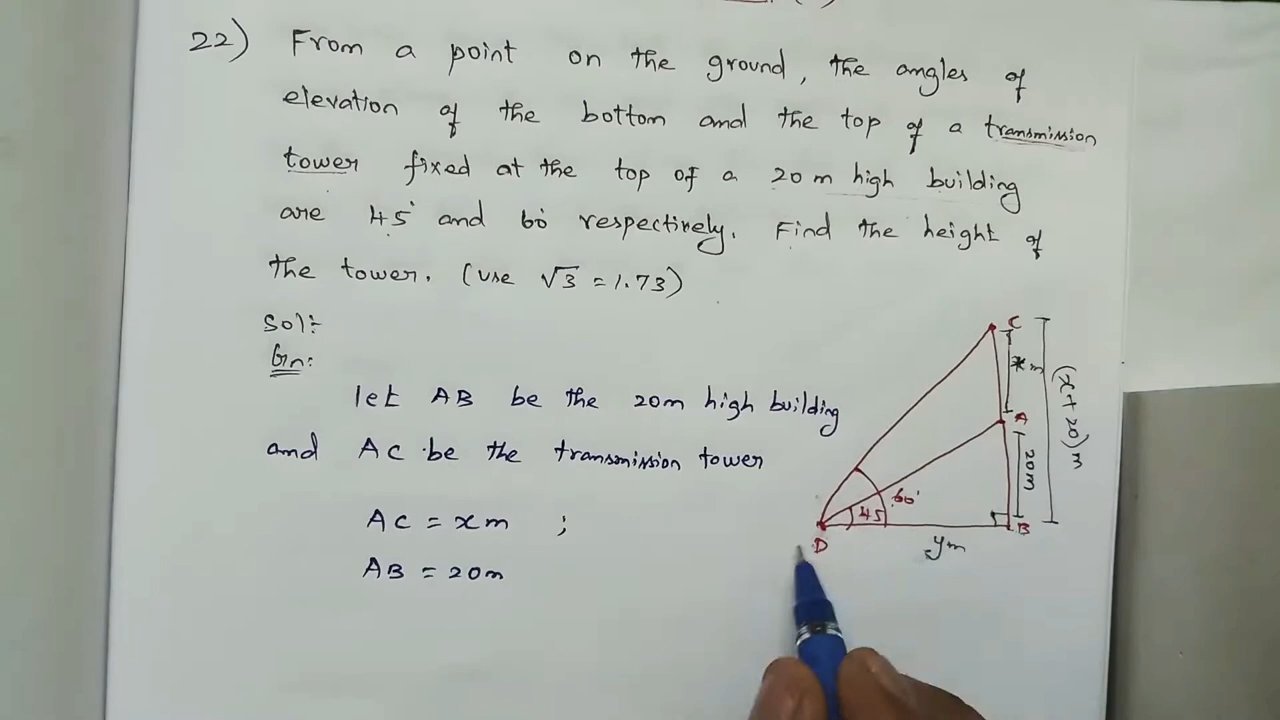 22) From a point on the ground, the angles of
elevation of the bottom and the top of a transmission
tower fixed at the top of a 20 m high building
are 45° and 60° respectively. Find the height of
the tower. (use √3 = 1.73)
Sol:-
Gn:
let AB be the 20m high building
and AC be the transmission tower
AC = x m ;
AB = 20m
C
x m
(x + 20) m
A
20m
60°
45
B
D
y m